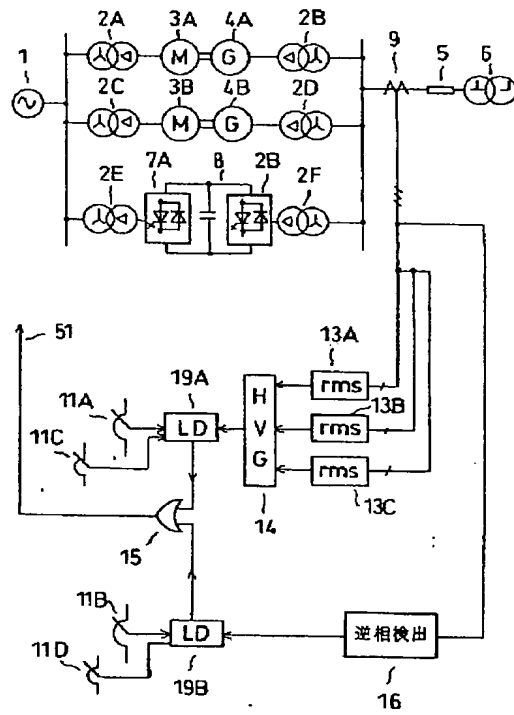 2A 3A 4A 2B
1
9 5 6
2C 3B 4B 2D
7A 8 2B
2E 2F
M G
M G
51
13A
rms
19A
11A
LD
H
V
G
rms
13B
11C
rms
14 13C
15
11B
LD
逆相検出
11D
19B
16